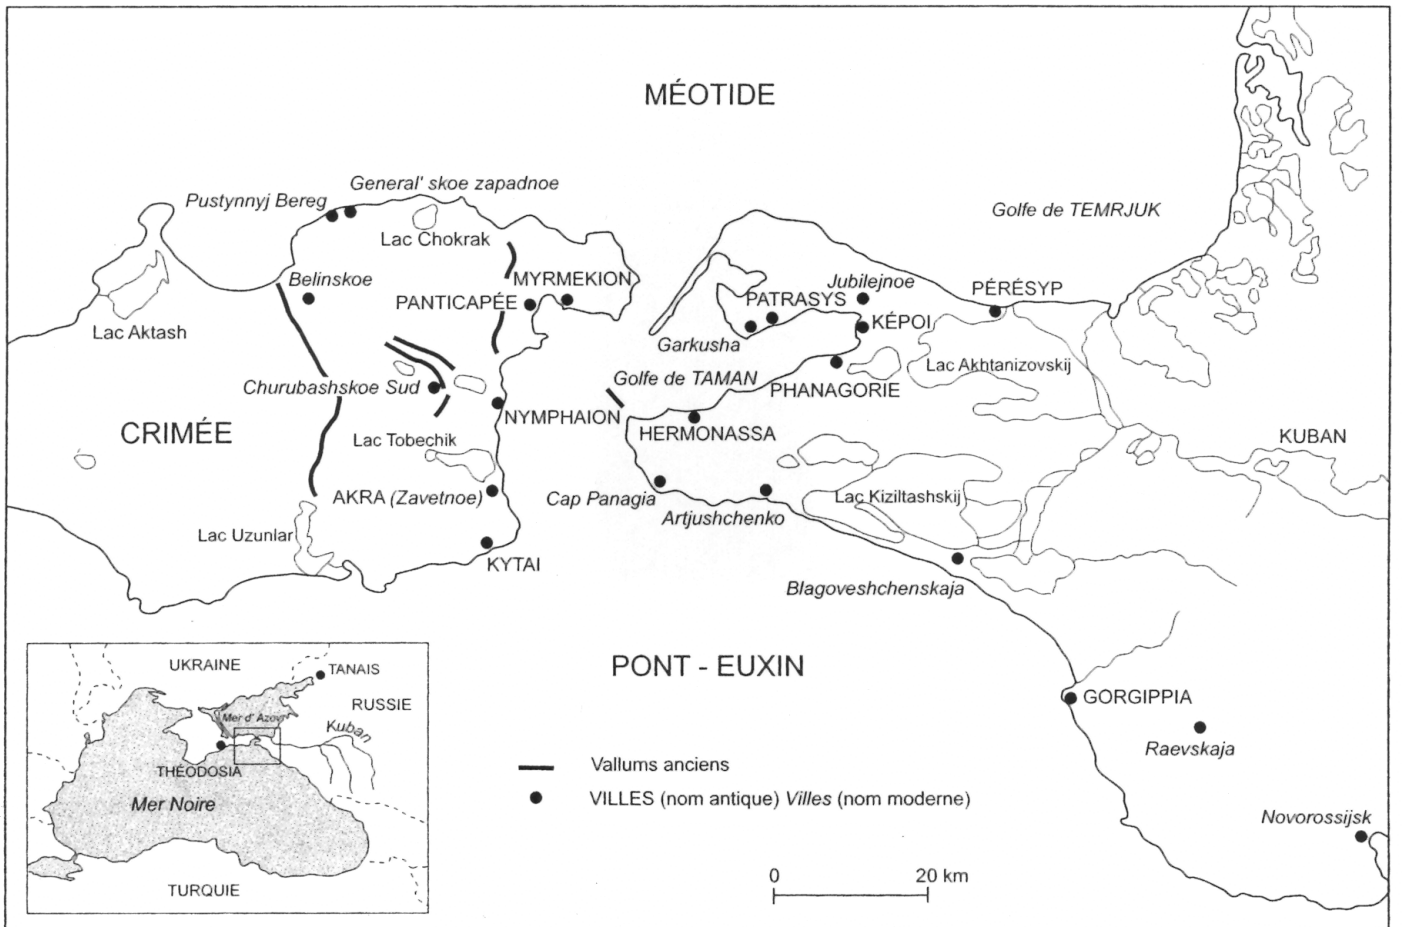 MÉOTIDE
General' skoe zapadnoe
Pustynnyj Bereg
Golfe de TEMRJUK
Lac Chokrak
Belinskoe
MYRMEKION
Jubilejnoe
PÉRÉSYP
PANTICAPÉE
PATRASYS
Lac Aktash
KÉPOI
Garkusha
Lac Akhtanizovskij
Golfe de TAMAN
Churubashskoe Sud
PHANAGORIE
NYMPHAION
CRIMÉE
HERMONASSA
KUBAN
Lac Tobechik
AKRA (Zavetnoe)
Cap Panagia
Lac Kiziltashskij
Artjushchenko
Lac Uzunlar
KYTAI
Blagoveshchenskaja
PONT - EUXIN
UKRAINE
TANAIS
GORGIPPIA
RUSSIE
Mer d' Azov
Kuban
Raevskaja
THÉODOSIA
Vallums anciens
Mer Noire
VILLES (nom antique) Villes (nom moderne)
Novorossijsk
0 20 km
TURQUIE